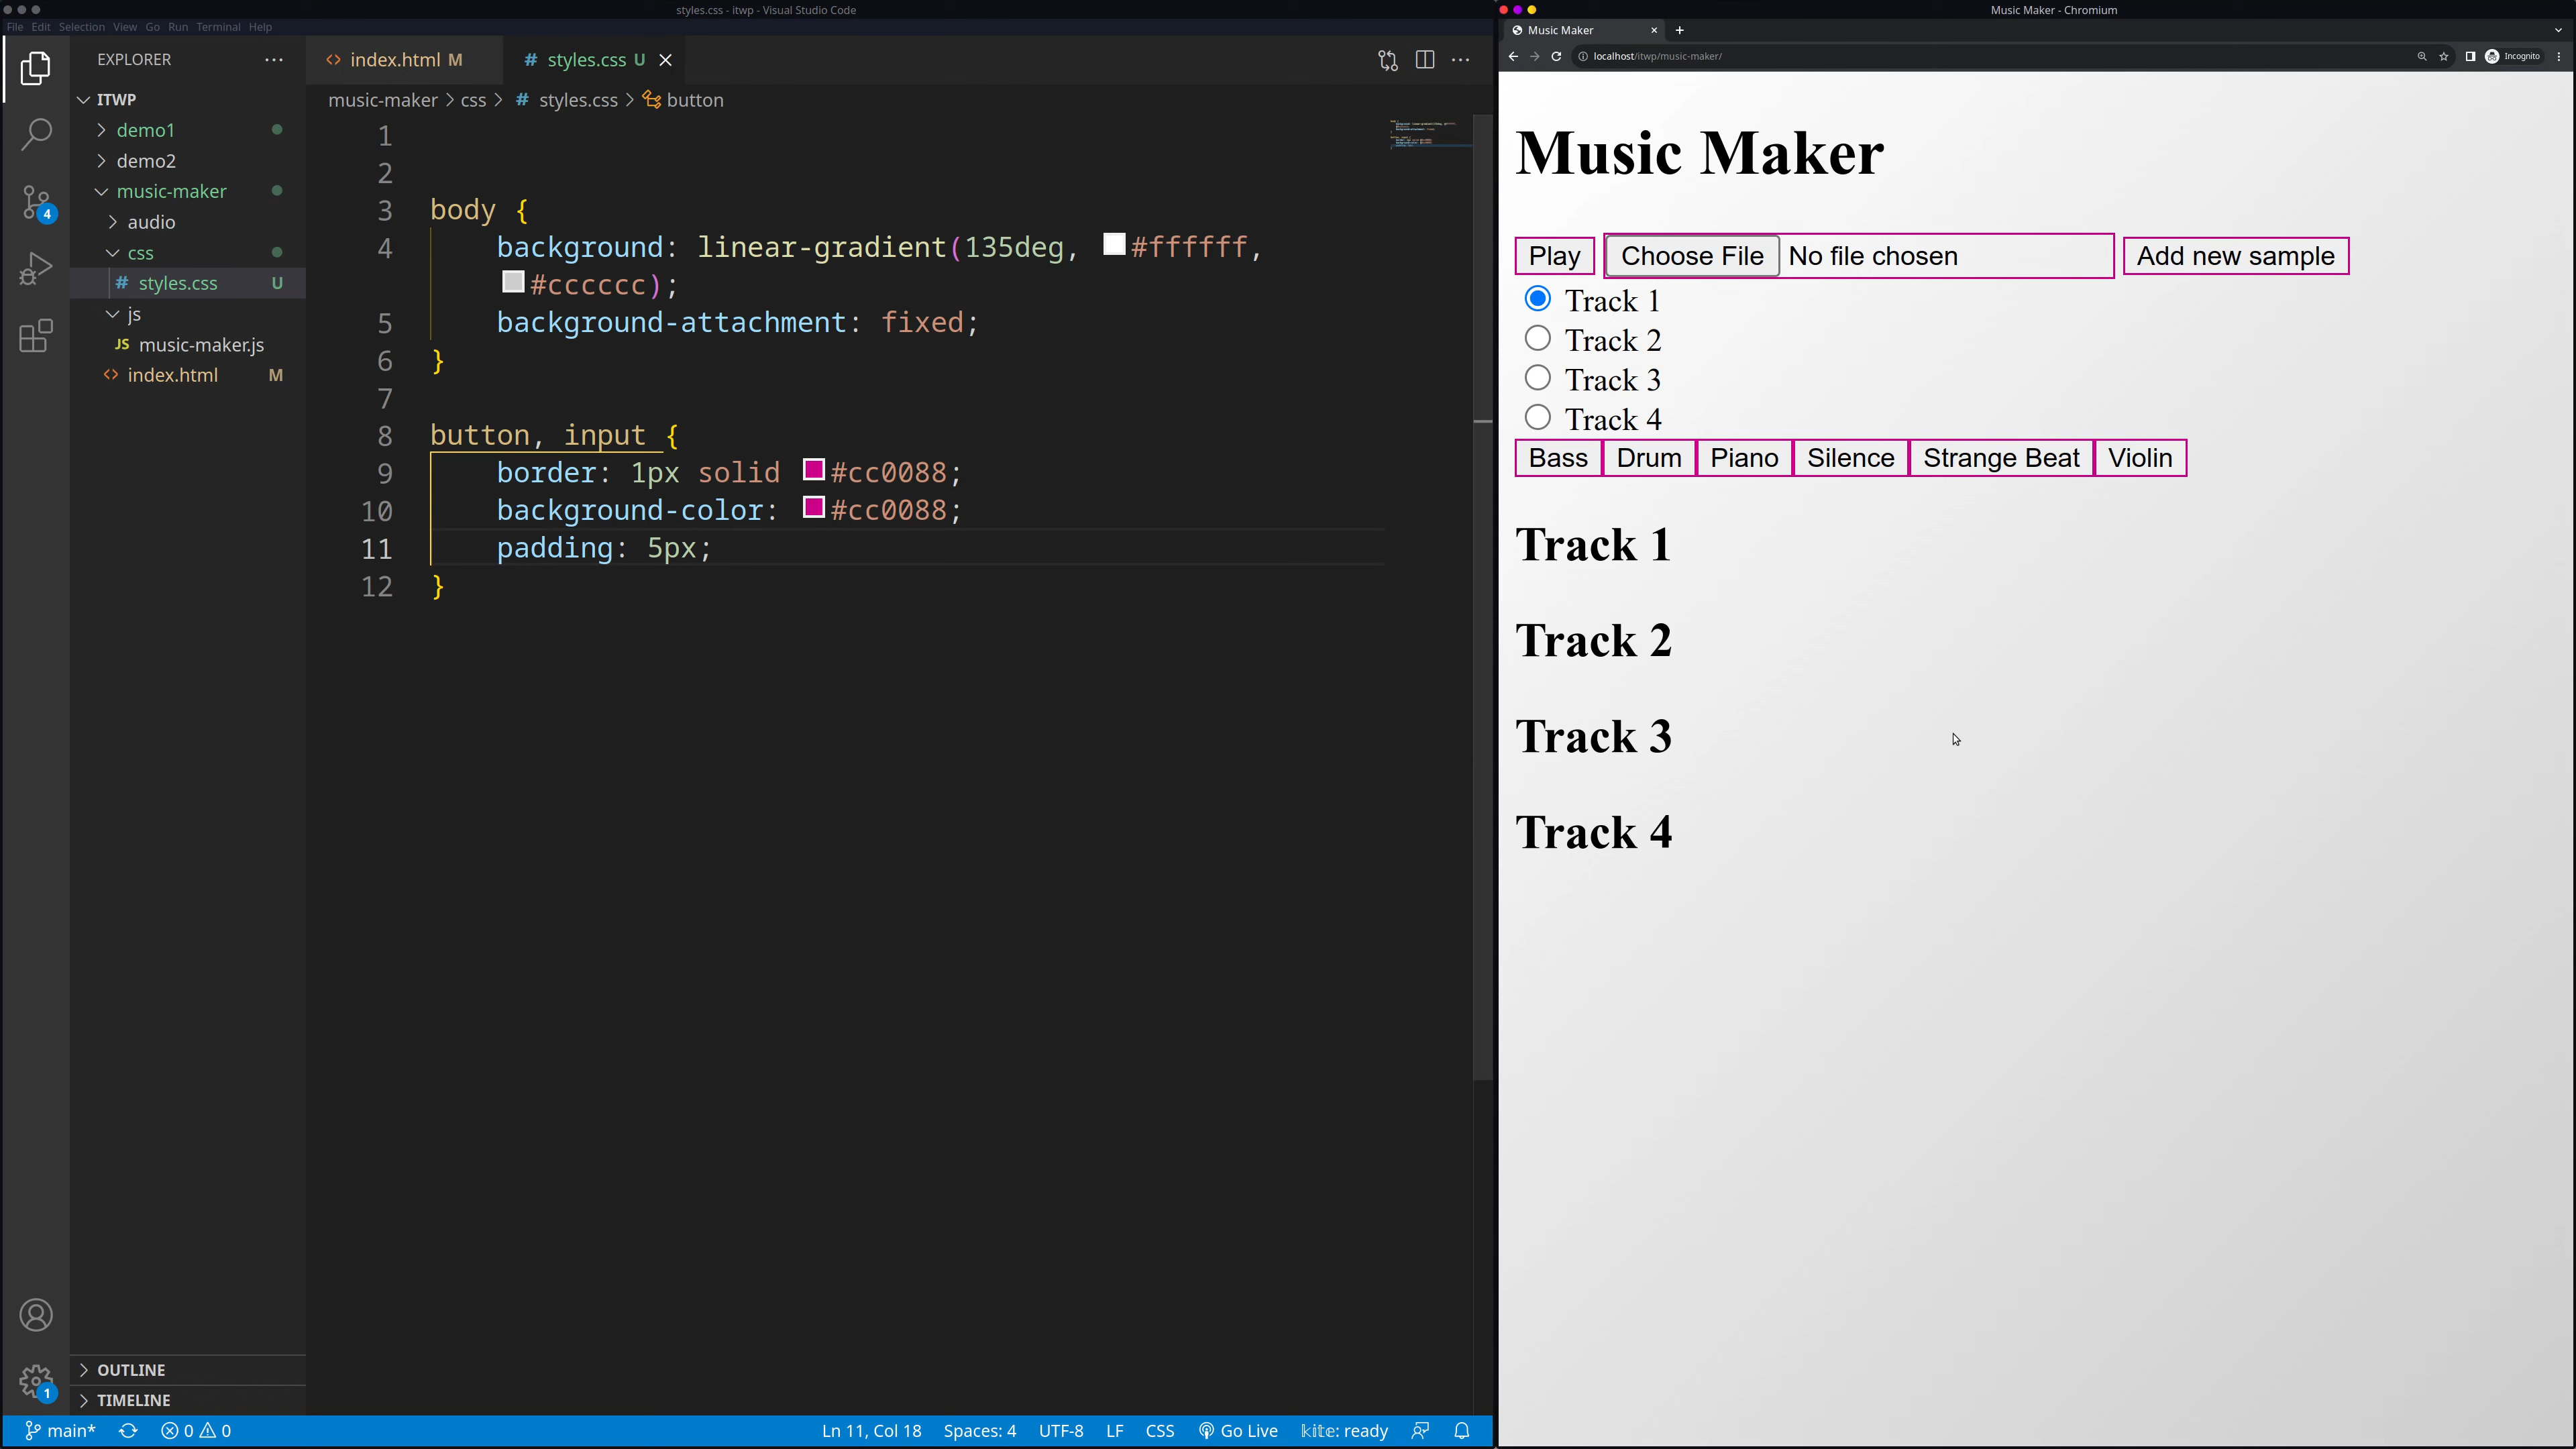 styles.css - itwp - Visual Studio Code
File Edit Selection View Go Run Terminal Help
EXPLORER
ITWP
demo1
demo2
music-maker
audio
css
# styles.css U
js
JS music-maker.js
<> index.html M
OUTLINE
TIMELINE
4
1
<> index.html M
# styles.css U
music-maker > css > # styles.css > button
1
2
3 body {
4 background: linear-gradient(135deg, #ffffff,
#cccccc);
5 background-attachment: fixed;
6 }
7
8 button, input {
9 border: 1px solid #cc0088;
10 background-color: #cc0088;
11 padding: 5px;
12 }
main* 0 0 Ln 11, Col 18 Spaces: 4 UTF-8 LF CSS Go Live kite: ready
Music Maker - Chromium
Music Maker
localhost/itwp/music-maker/
Incognito
Music Maker
Play Choose File No file chosen Add new sample
Track 1
Track 2
Track 3
Track 4
Bass Drum Piano Silence Strange Beat Violin
Track 1
Track 2
Track 3
Track 4